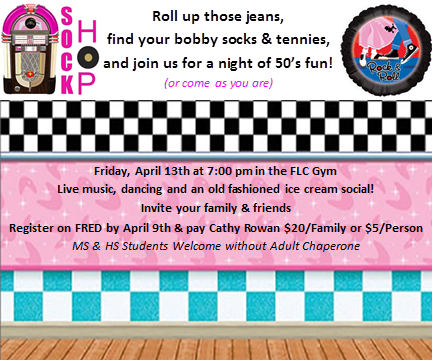 SOCK
HOP
Roll up those jeans,
find your bobby socks & tennies,
and join us for a night of 50's fun!
(or come as you are)
Rock & Roll
Friday, April 13th at 7:00 pm in the FLC Gym
Live music, dancing and an old fashioned ice cream social!
Invite your family & friends
Register on FRED by April 9th & pay Cathy Rowan $20/Family or $5/Person
MS & HS Students Welcome without Adult Chaperone